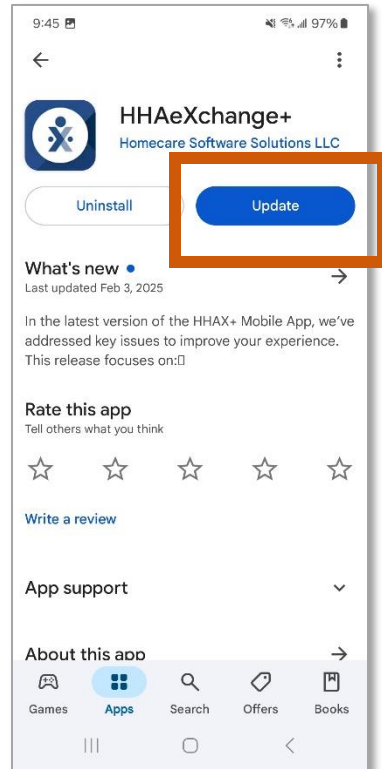 9:45 97%
HHAeXchange+
Homecare Software Solutions LLC
Uninstall Update
What's new
Last updated Feb 3, 2025
In the latest version of the HHAX+ Mobile App, we've
addressed key issues to improve your experience.
This release focuses on:▯
Rate this app
Tell others what you think
Write a review
App support
About this app
Games Apps Search Offers Books